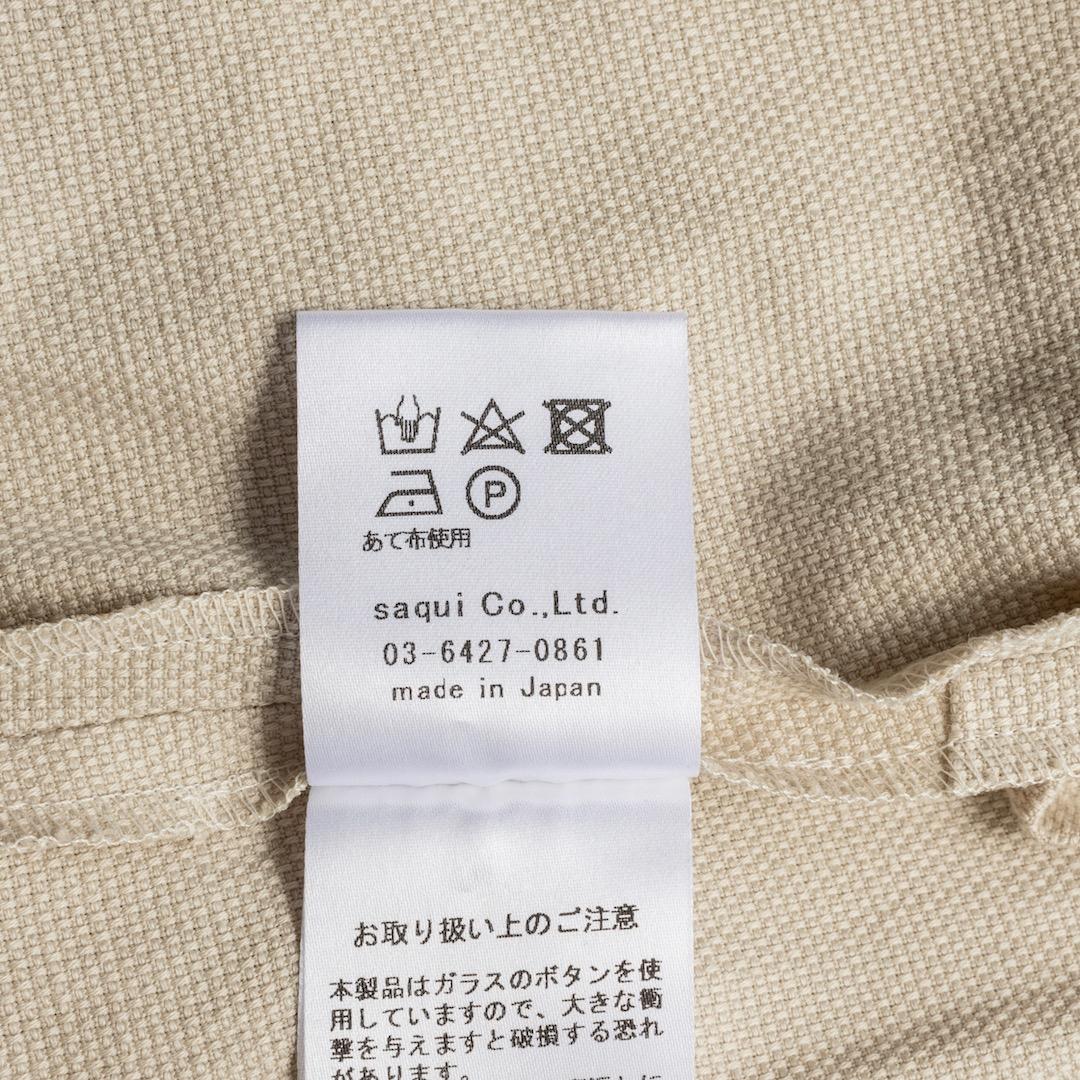 P
あて布使用
saqui Co.,Ltd.
03-6427-0861
made in Japan
お取り扱い上のご注意
本製品はガラスのボタンを使
用していますので、大きな衝
撃を与えますと破損する恐れ
があります。